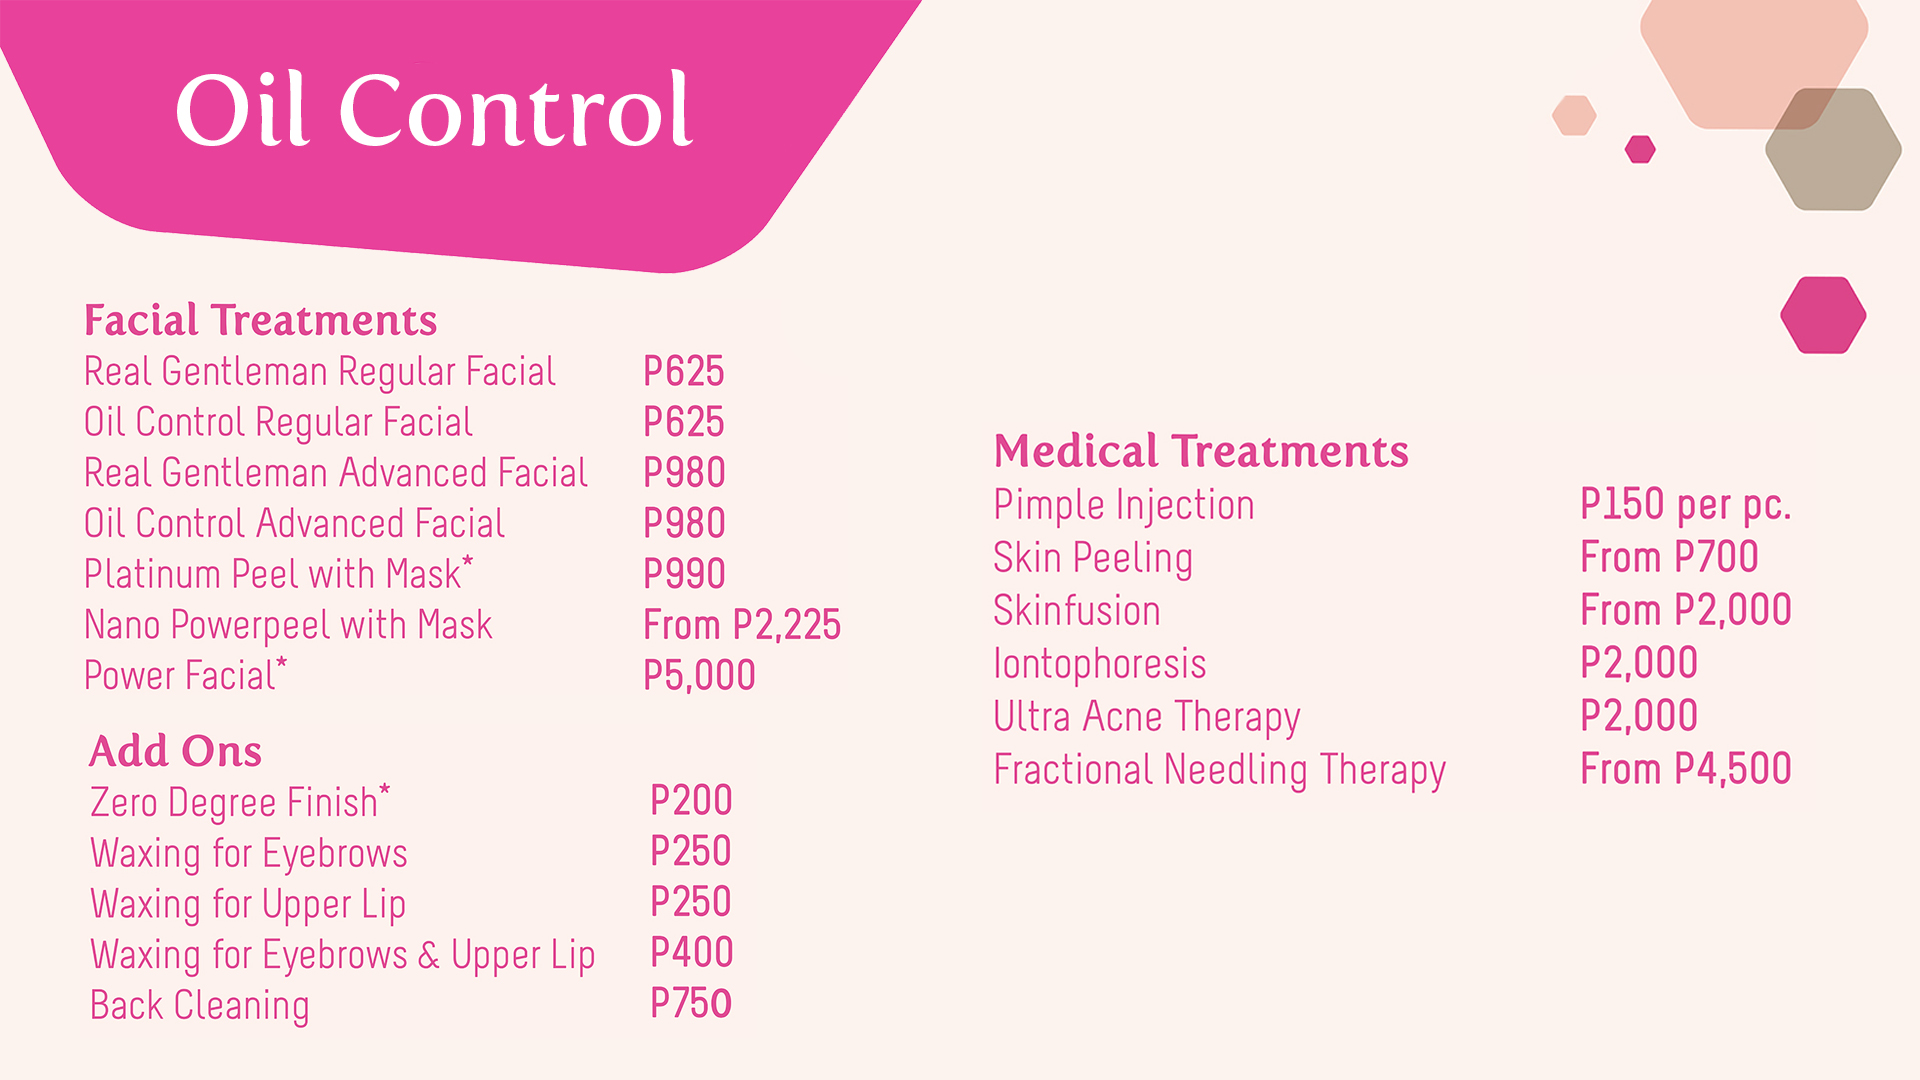 Oil Control
Facial Treatments
Real Gentleman Regular Facial P625
Oil Control Regular Facial P625
Real Gentleman Advanced Facial P980
Oil Control Advanced Facial P980
Platinum Peel with Mask* P990
Nano Powerpeel with Mask From P2,225
Power Facial* P5,000
Add Ons
Zero Degree Finish* P200
Waxing for Eyebrows P250
Waxing for Upper Lip P250
Waxing for Eyebrows & Upper Lip P400
Back Cleaning P750
Medical Treatments
Pimple Injection P150 per pc.
Skin Peeling From P700
Skinfusion From P2,000
Iontophoresis P2,000
Ultra Acne Therapy P2,000
Fractional Needling Therapy From P4,500